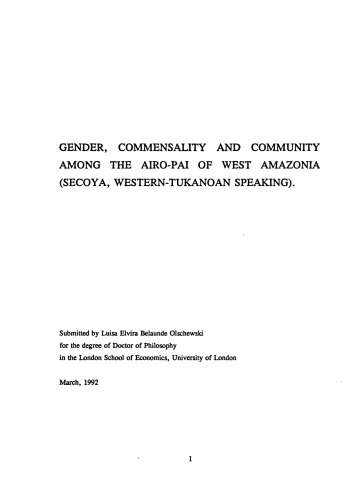 GENDER, COMMENSALITY AND COMMUNITY
AMONG THE AIRO-PAI OF WEST AMAZONIA
(SECOYA, WESTERN-TUKANOAN SPEAKING).
Submitted by Luisa Elvira Belaunde Olschewski
for the degree of Doctor of Philosophy
in the London School of Economics, University of London
March, 1992
1